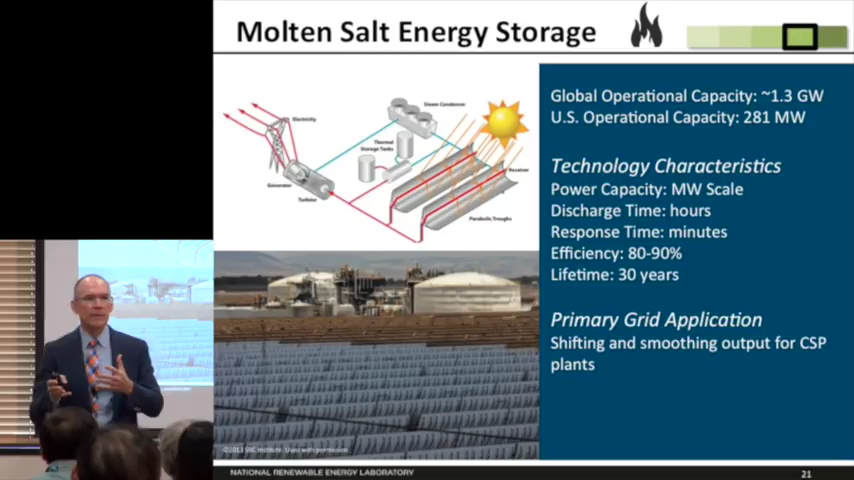 Molten Salt Energy Storage
Electricity
Steam Condenser
Thermal
Storage Tanks
Receiver
Generator
Turbine
Parabolic Troughs
Global Operational Capacity: ~1.3 GW
U.S. Operational Capacity: 281 MW
Technology Characteristics
Power Capacity: MW Scale
Discharge Time: hours
Response Time: minutes
Efficiency: 80-90%
Lifetime: 30 years
Primary Grid Application
Shifting and smoothing output for CSP
plants
NATIONAL RENEWABLE ENERGY LABORATORY
21